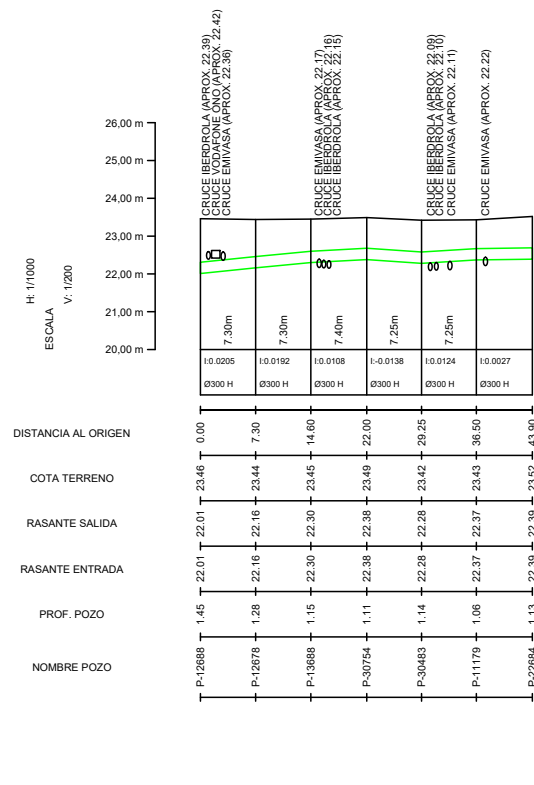 CRUCE IBERDROLA (APROX. 22.39)
CRUCE VODAFONE ONO (APROX. 22.42)
CRUCE EMIVASA (APROX. 22.36)
CRUCE EMIVASA (APROX. 22.17)
CRUCE IBERDROLA (APROX. 22.16)
CRUCE IBERDROLA (APROX. 22.15)
CRUCE IBERDROLA (APROX. 22.09)
CRUCE IBERDROLA (APROX. 22.10)
CRUCE EMIVASA (APROX. 22.11)
CRUCE EMIVASA (APROX. 22.22)
H: 1/1000
ESCALA
V: 1/200
26,00 m
25,00 m
24,00 m
23,00 m
22,00 m
21,00 m
20,00 m
7.30m 7.30m 7.40m 7.25m 7.25m
I:0.0205 I:0.0192 I:0.0108 I:-0.0138 I:0.0124 I:0.0027
Ø300 H Ø300 H Ø300 H Ø300 H Ø300 H Ø300 H
DISTANCIA AL ORIGEN 0.00 7.30 14.60 22.00 29.25 36.50 43.90
COTA TERRENO 23.46 23.44 23.45 23.49 23.42 23.43 23.52
RASANTE SALIDA 22.01 22.16 22.30 22.38 22.28 22.37 22.39
RASANTE ENTRADA 22.01 22.16 22.30 22.38 22.28 22.37 22.39
PROF. POZO 1.45 1.28 1.15 1.11 1.14 1.06 1.13
NOMBRE POZO P-12688 P-12678 P-13688 P-30754 P-30483 P-11179 P-22684